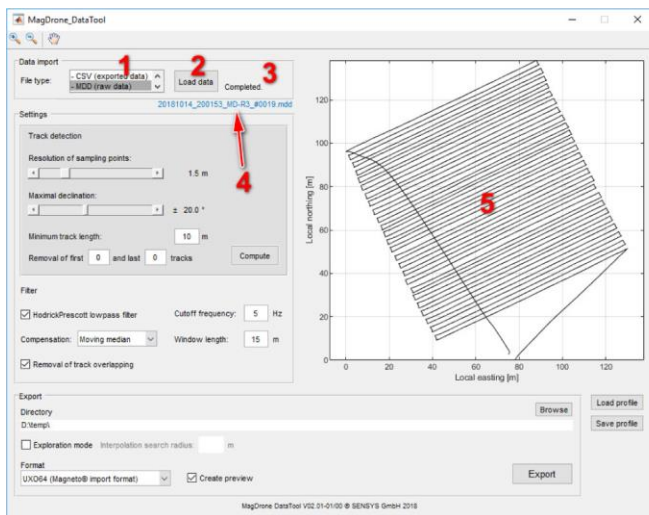 MagDrone_DataTool
Data import
1
2
3
File type:
- CSV (exported data)
- MDD (raw data)
Load data
Completed.
20181014_200153_MD-R3_#0019.mdd
4
Settings
Track detection
Resolution of sampling points:
1.5 m
Maximal declination:
± 20.0 °
Minimum track length: 10 m
Removal of first 0 and last 0 tracks
Compute
Filter
HodrickPrescott lowpass filter
Cutoff frequency: 5 Hz
Compensation: Moving median
Window length: 15 m
Removal of track overlapping
Local northing [m]
120
100
80
60
40
20
0
5
0 20 40 60 80 100 120
Local easting [m]
Export
Directory
Browse
D:\temp\
Exploration mode Interpolation search radius: m
Format
UXO64 (Magneto® import format)
Create preview
Export
Load profile
Save profile
MagDrone DataTool V02.01-01/00 © SENSYS GmbH 2018